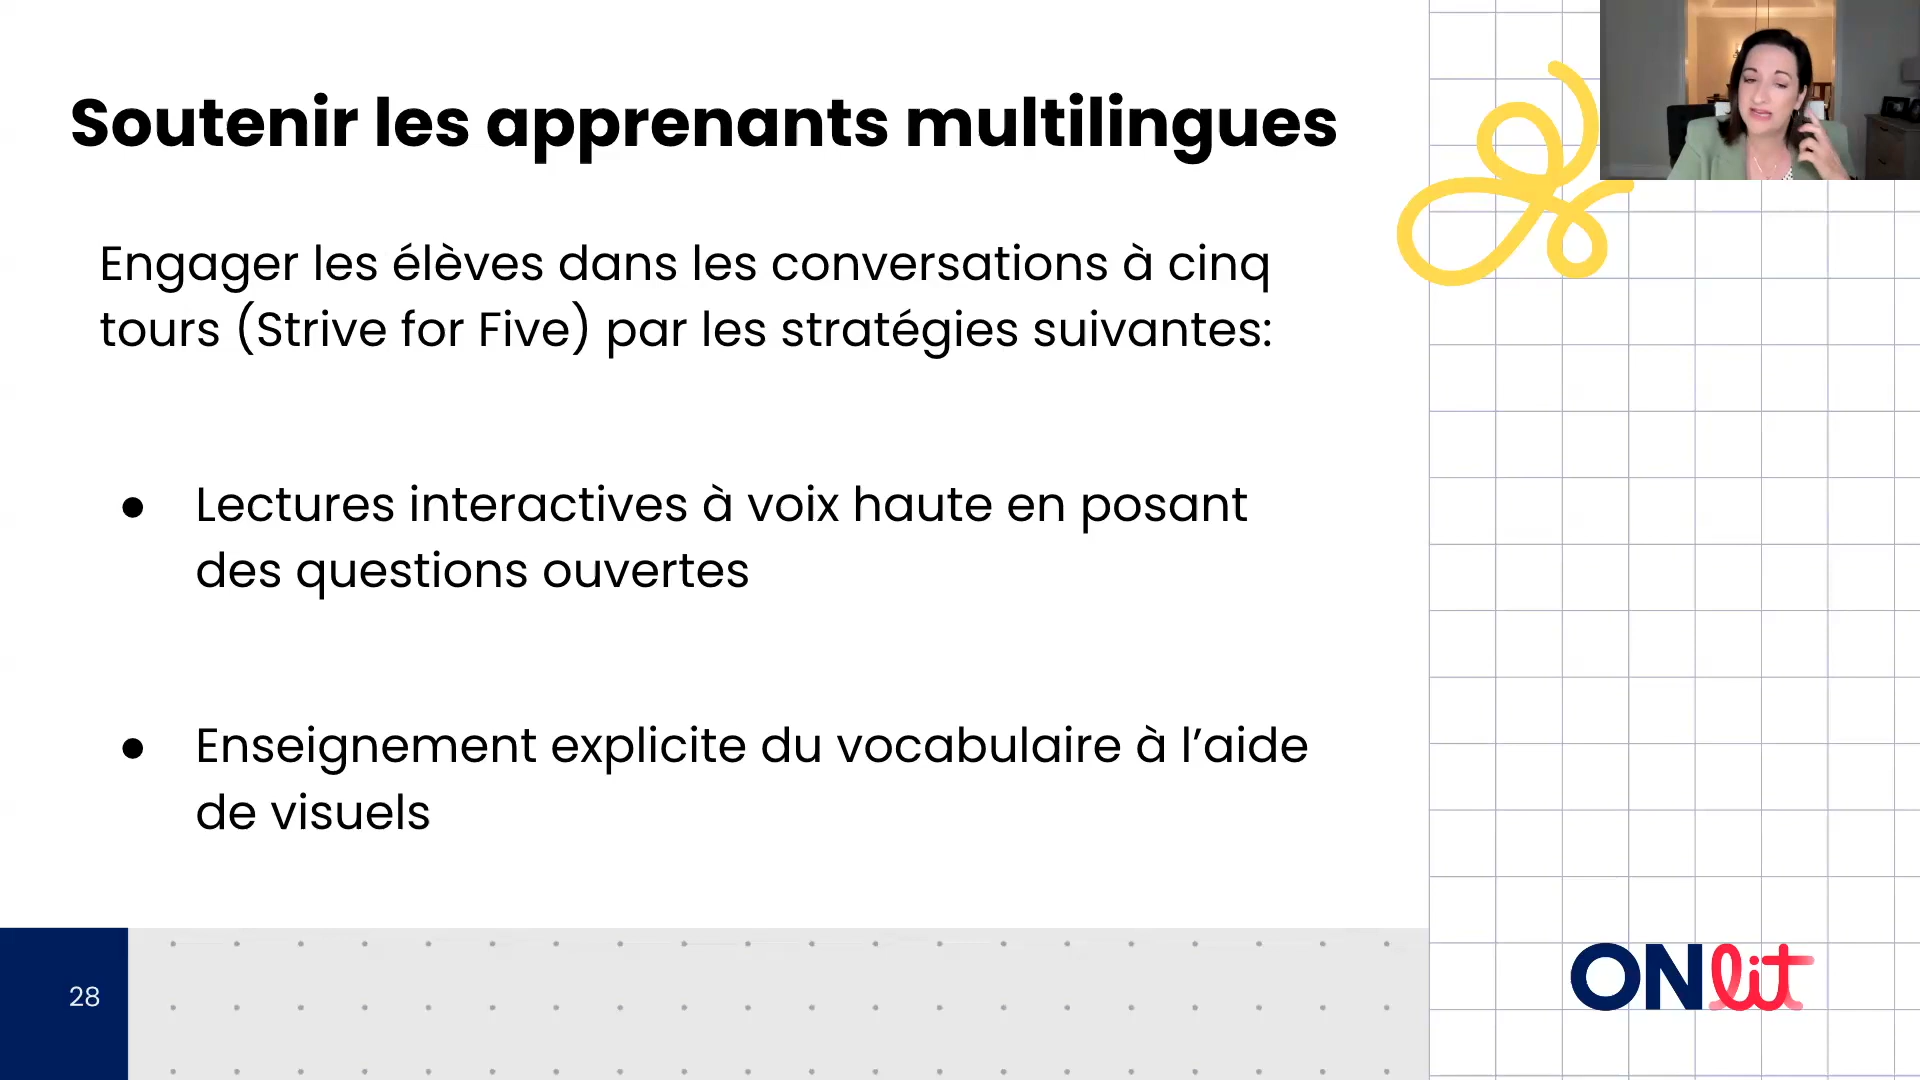 Soutenir les apprenants multilingues
Engager les élèves dans les conversations à cinq
tours (Strive for Five) par les stratégies suivantes:
● Lectures interactives à voix haute en posant
des questions ouvertes
● Enseignement explicite du vocabulaire à l’aide
de visuels
28
ONlit